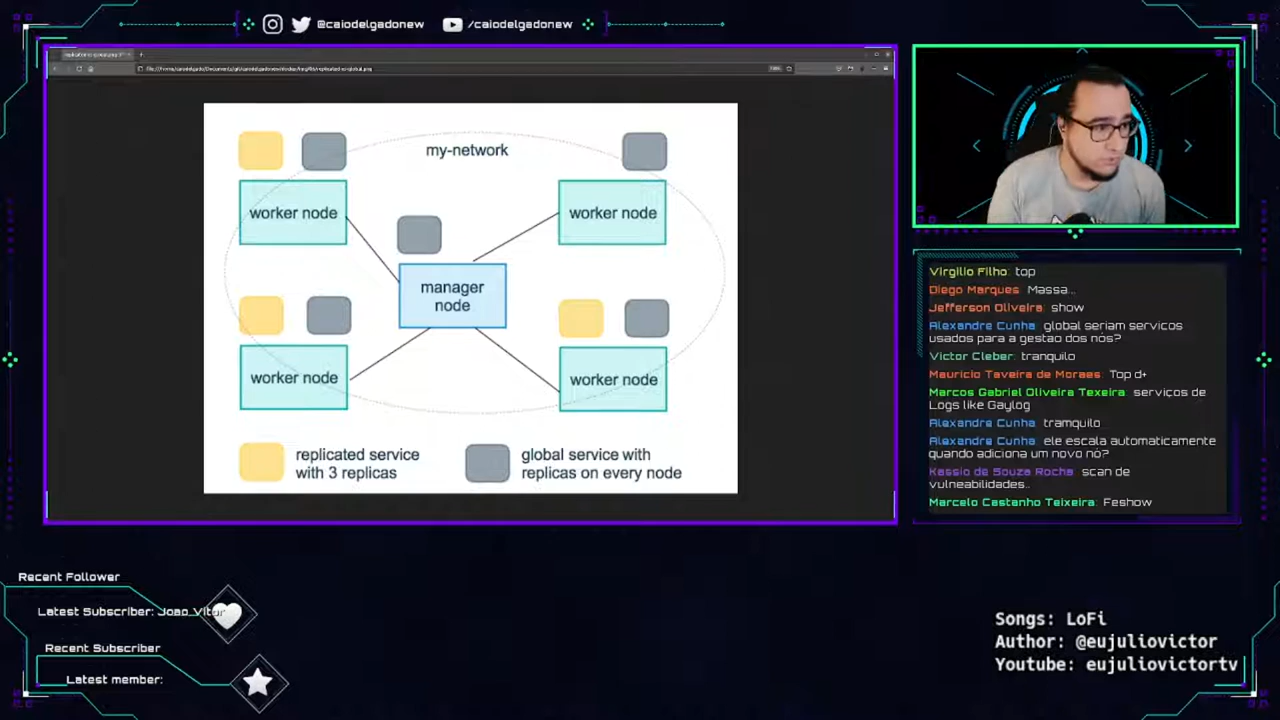 @caiodelgadonew
/caiodelgadonew
my-network
worker node
worker node
manager
node
worker node
worker node
replicated service
with 3 replicas
global service with
replicas on every node
Virgilio Filho: top
Diego Marques: Massa...
Jefferson Oliveira: show
Alexandre Cunha: global seriam servicos
usados para a gestao dos nós?
Victor Cleber: tranquilo
Mauricio Taveira de Moraes: Top d+
Marcos Gabriel Oliveira Texeira: serviços de
Logs like Gaylog
Alexandre Cunha: tramquilo
Alexandre Cunha: ele escala automaticamente
quando adiciona um novo nó?
Kassio de Souza Rocha: scan de
vulneabilidades..
Marcelo Castanho Teixeira: Feshow
Recent Follower
Latest Subscriber: Joao Vitor
Recent Subscriber
Latest member:
Songs: LoFi
Author: @eujuliovictor
Youtube: eujuliovictortv